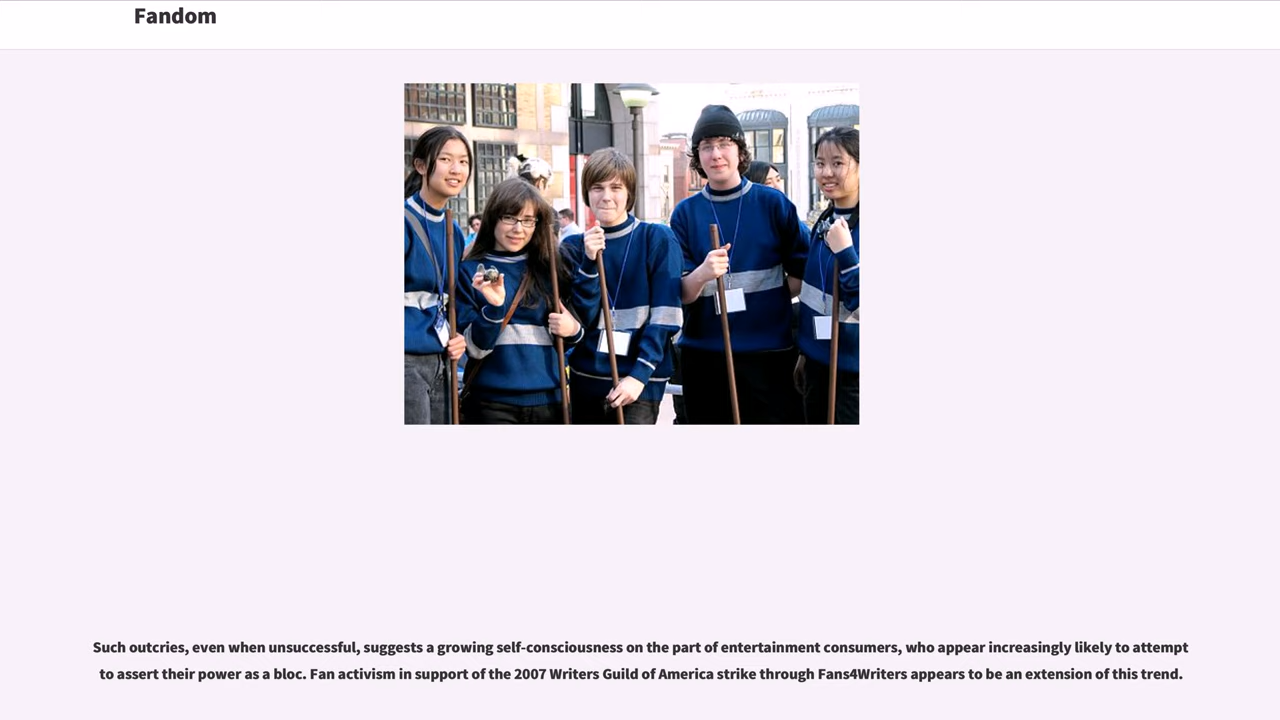 Fandom
Such outcries, even when unsuccessful, suggests a growing self-consciousness on the part of entertainment consumers, who appear increasingly likely to attempt
to assert their power as a bloc. Fan activism in support of the 2007 Writers Guild of America strike through Fans4Writers appears to be an extension of this trend.